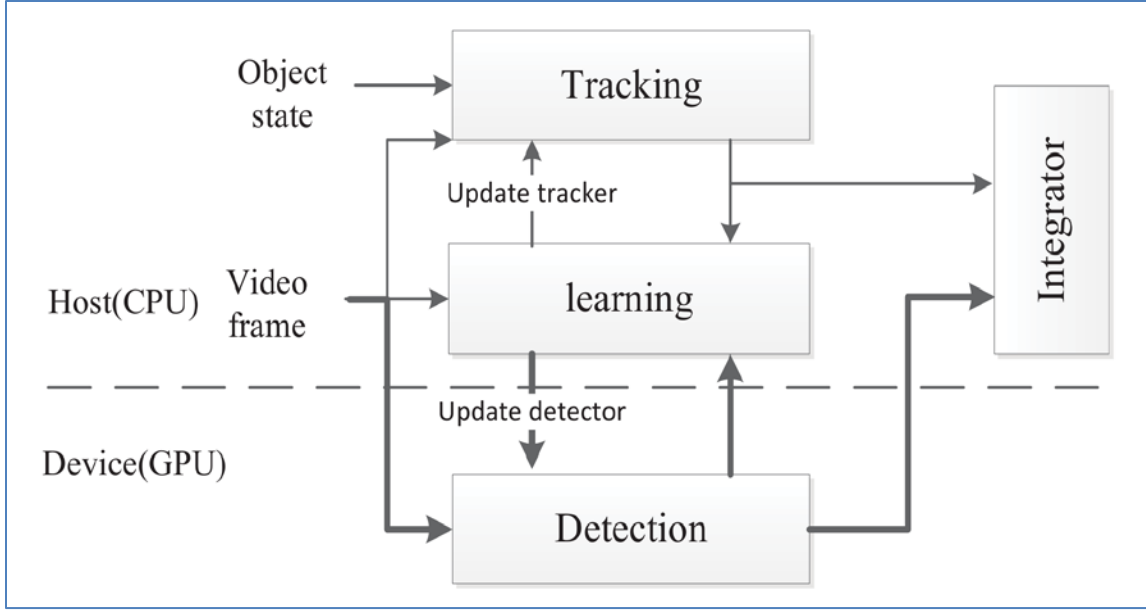 Object
state
Tracking
Update tracker
Integrator
Host(CPU)
Video
frame
learning
Update detector
Device(GPU)
Detection